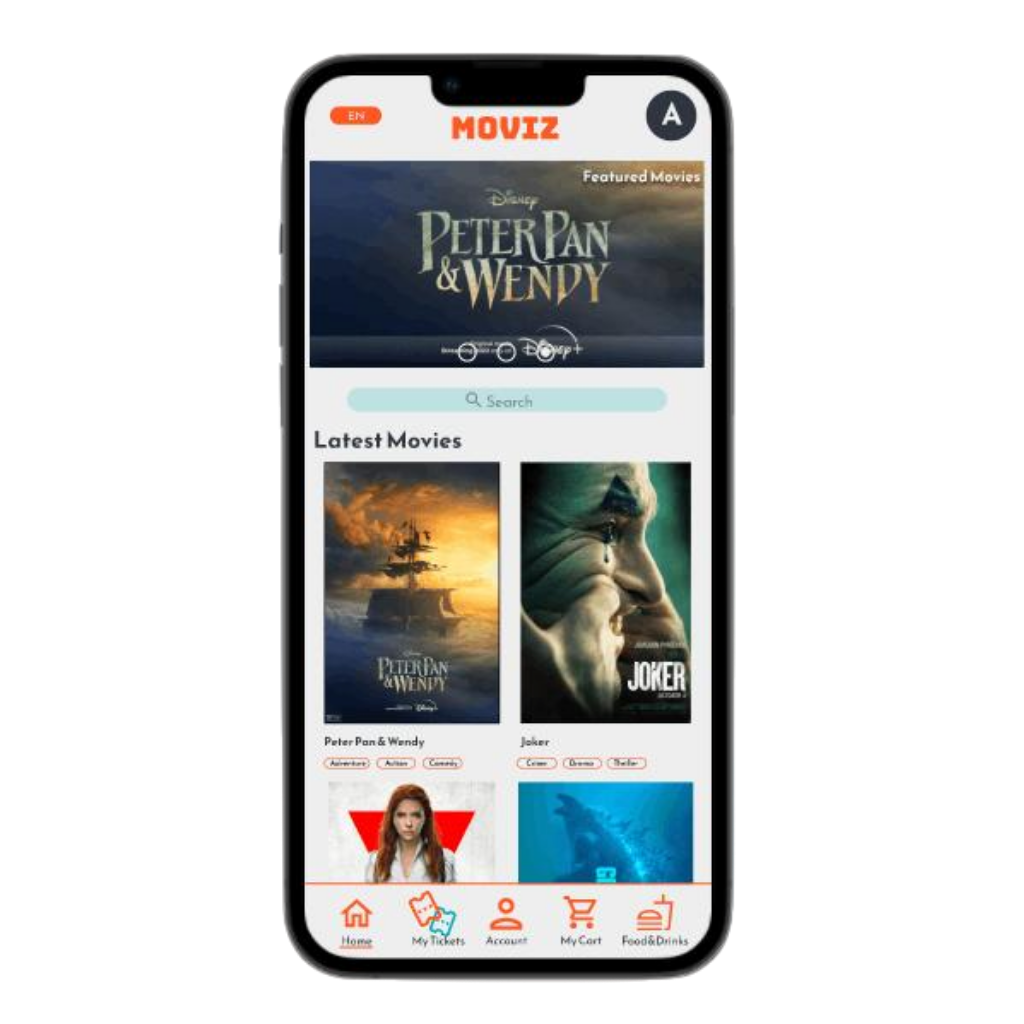 EN
MOVIZ
A
Featured Movies
Disney
PETER PAN
& WENDY
Disney+
Search
Latest Movies
Disney
PETER PAN
& WENDY
Disney+
JOKER
Peter Pan & Wendy
Joker
Adventure Action Comedy
Crime Drama Thriller
Home
My Tickets
Account
My Cart
Food&Drinks